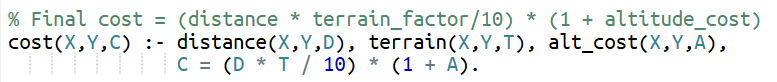 % Final cost = (distance * terrain_factor/10) * (1 + altitude_cost)
cost(X,Y,C) :- distance(X,Y,D), terrain(X,Y,T), alt_cost(X,Y,A),
C = (D * T / 10) * (1 + A).